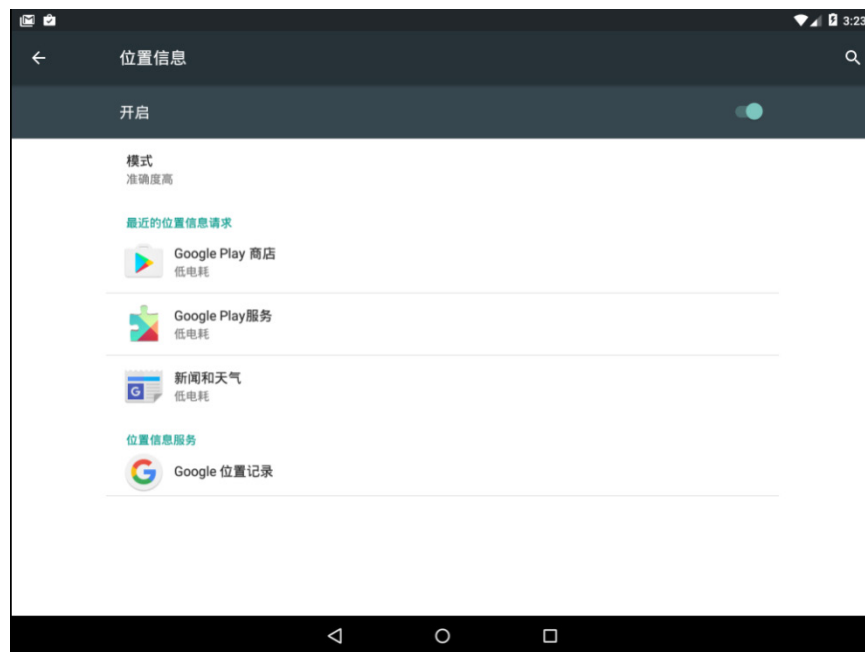 3:23
位置信息
开启
模式
准确度高
最近的位置信息请求
Google Play 商店
低电耗
Google Play服务
低电耗
新闻和天气
低电耗
位置信息服务
Google 位置记录